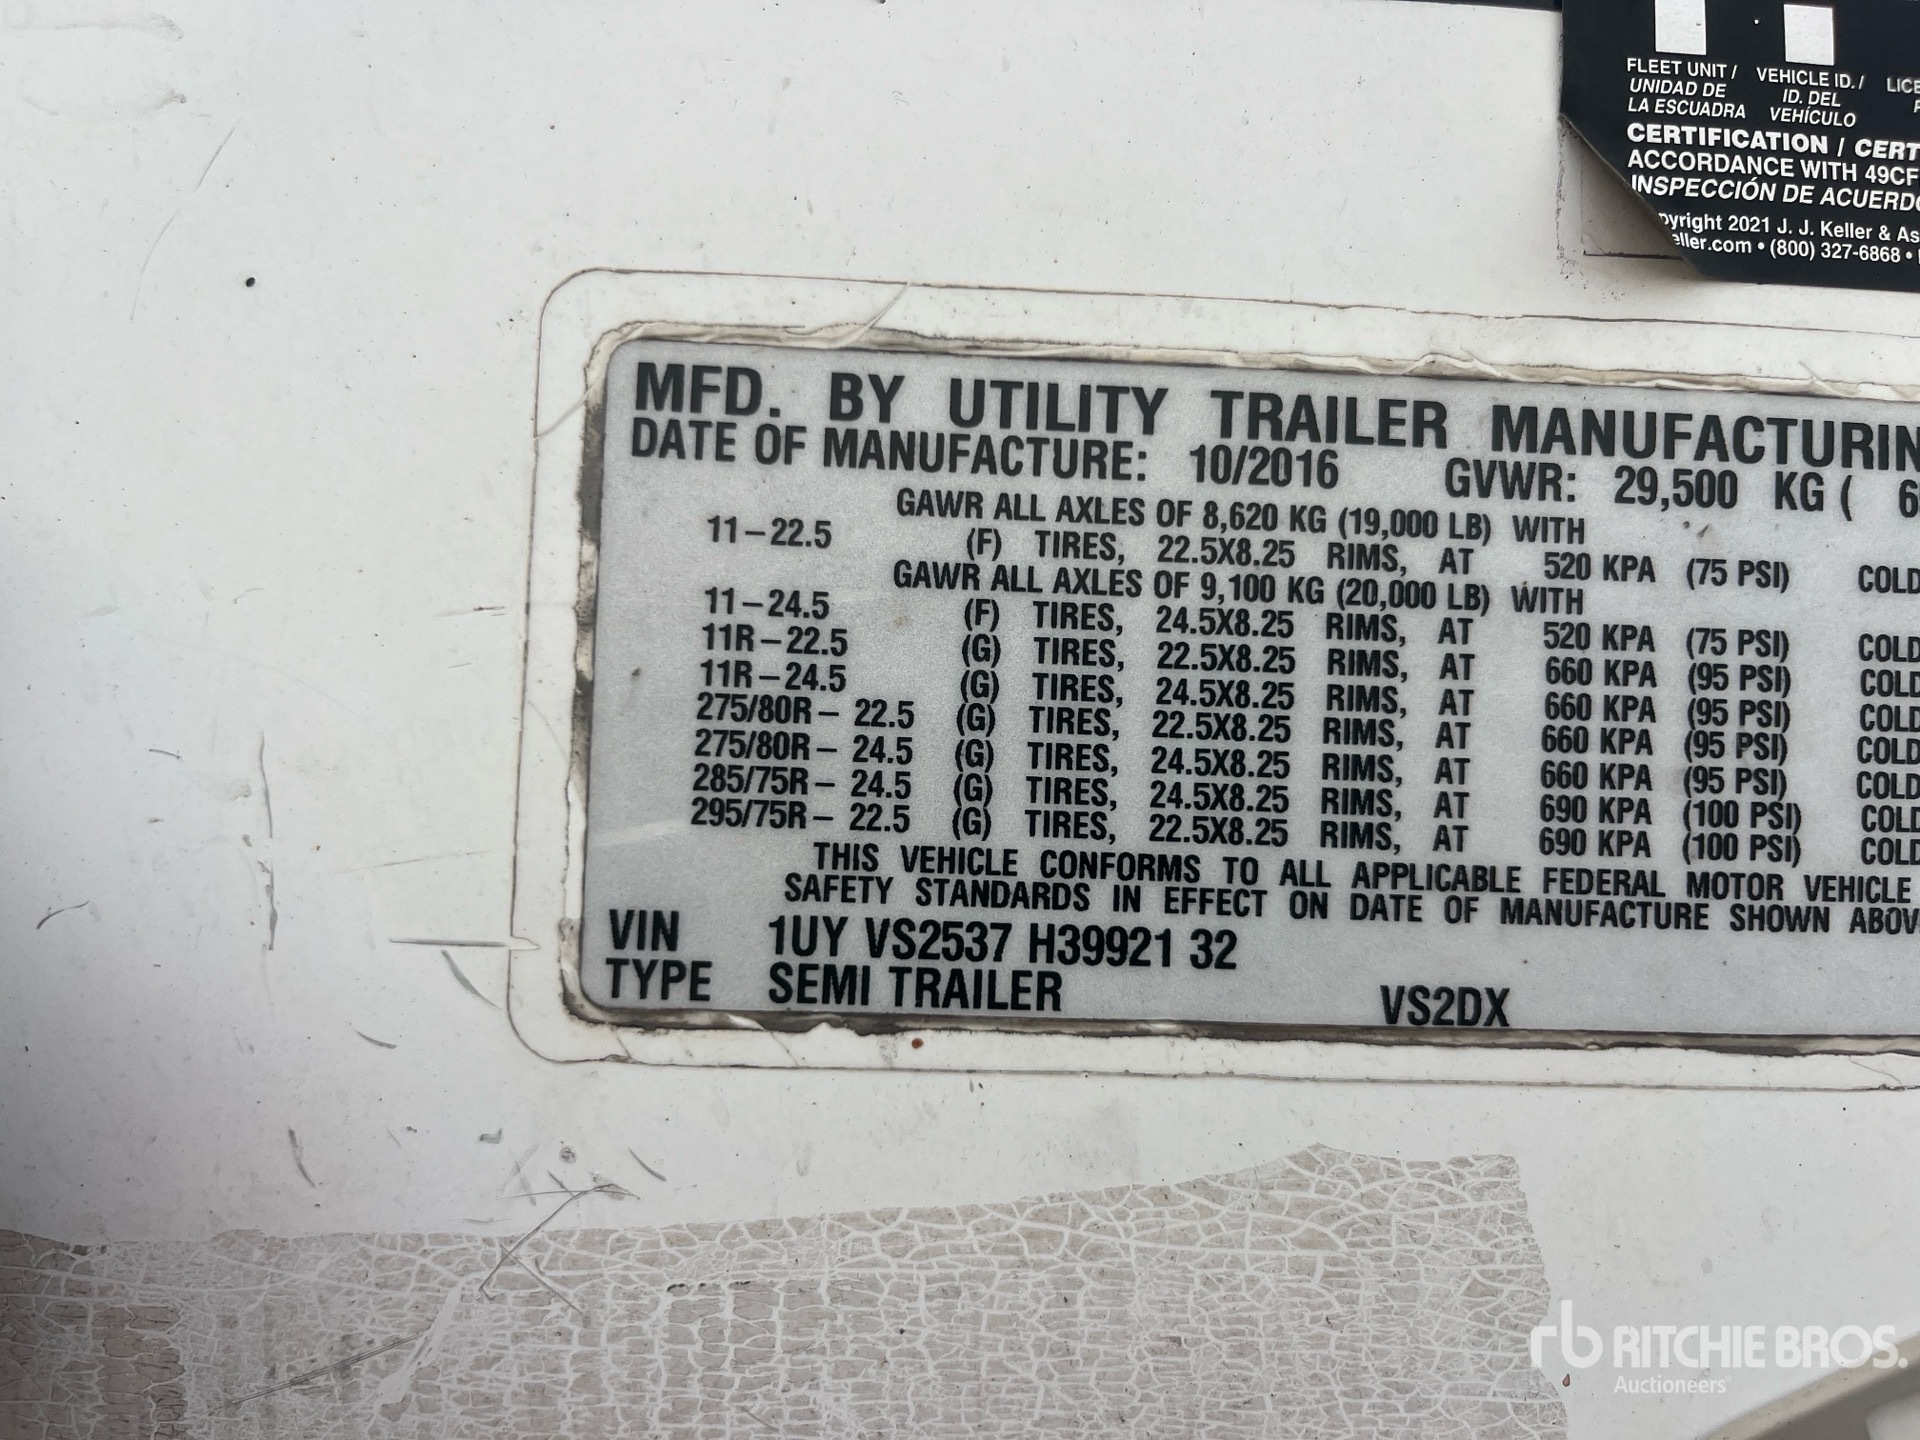 FLEET UNIT / VEHICLE ID. /
UNIDAD DE ID. DEL
LA ESCUADRA VEHÍCULO
CERTIFICATION / CERT
ACCORDANCE WITH 49CF
INSPECCIÓN DE ACUERDO
pyright 2021 J. J. Keller & As
eller.com • (800) 327-6868 •
MFD. BY UTILITY TRAILER MANUFACTURIN
DATE OF MANUFACTURE: 10/2016 GVWR: 29,500 KG ( 6
GAWR ALL AXLES OF 8,620 KG (19,000 LB) WITH
11-22.5 (F) TIRES, 22.5X8.25 RIMS, AT 520 KPA (75 PSI) COLD
GAWR ALL AXLES OF 9,100 KG (20,000 LB) WITH
11-24.5 (F) TIRES, 24.5X8.25 RIMS, AT 520 KPA (75 PSI) COLD
11R-22.5 (G) TIRES, 22.5X8.25 RIMS, AT 660 KPA (95 PSI) COLD
11R-24.5 (G) TIRES, 24.5X8.25 RIMS, AT 660 KPA (95 PSI) COLD
275/80R- 22.5 (G) TIRES, 22.5X8.25 RIMS, AT 660 KPA (95 PSI) COLD
275/80R- 24.5 (G) TIRES, 24.5X8.25 RIMS, AT 660 KPA (95 PSI) COLD
285/75R- 24.5 (G) TIRES, 24.5X8.25 RIMS, AT 690 KPA (100 PSI) COLD
295/75R- 22.5 (G) TIRES, 22.5X8.25 RIMS, AT 690 KPA (100 PSI) COLD
THIS VEHICLE CONFORMS TO ALL APPLICABLE FEDERAL MOTOR VEHICLE
SAFETY STANDARDS IN EFFECT ON DATE OF MANUFACTURE SHOWN ABOV
VIN 1UY VS2537 H39921 32
TYPE SEMI TRAILER VS2DX
rb RITCHIE BROS.
Auctioneers